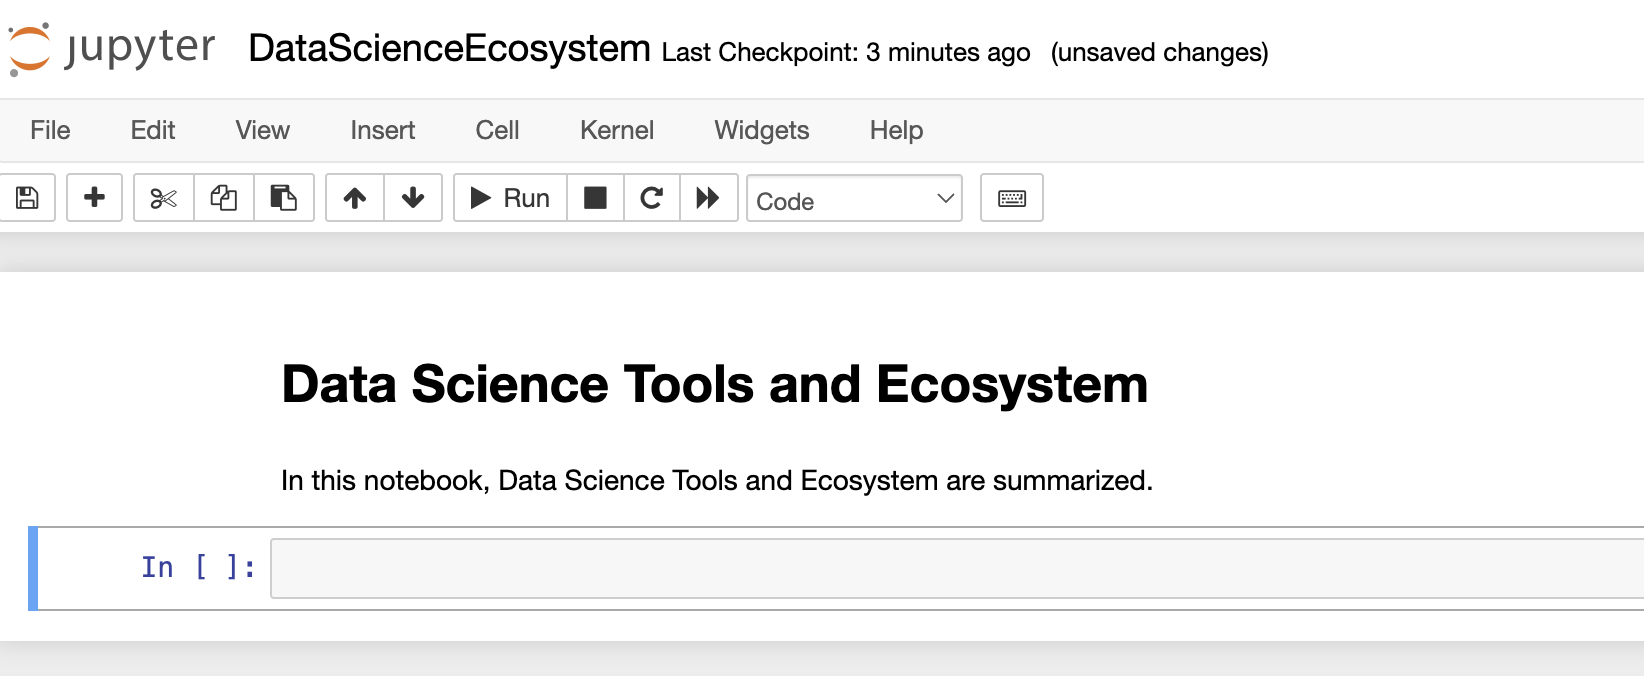 jupyter DataScienceEcosystem Last Checkpoint: 3 minutes ago (unsaved changes)
File Edit View Insert Cell Kernel Widgets Help
Run Code
Data Science Tools and Ecosystem
In this notebook, Data Science Tools and Ecosystem are summarized.
In [ ]: